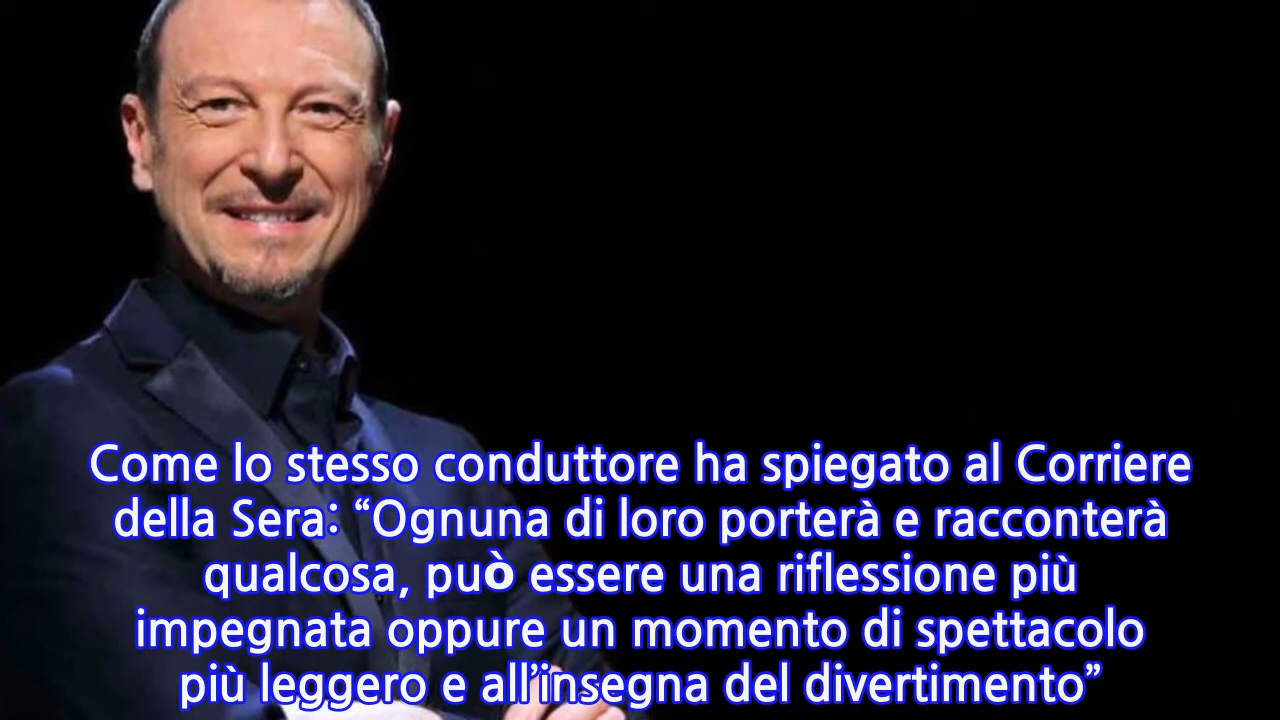 Come lo stesso conduttore ha spiegato al Corriere
della Sera: “Ognuna di loro porterà e racconterà
qualcosa, può essere una riflessione più
impegnata oppure un momento di spettacolo
più leggero e all’insegna del divertimento”